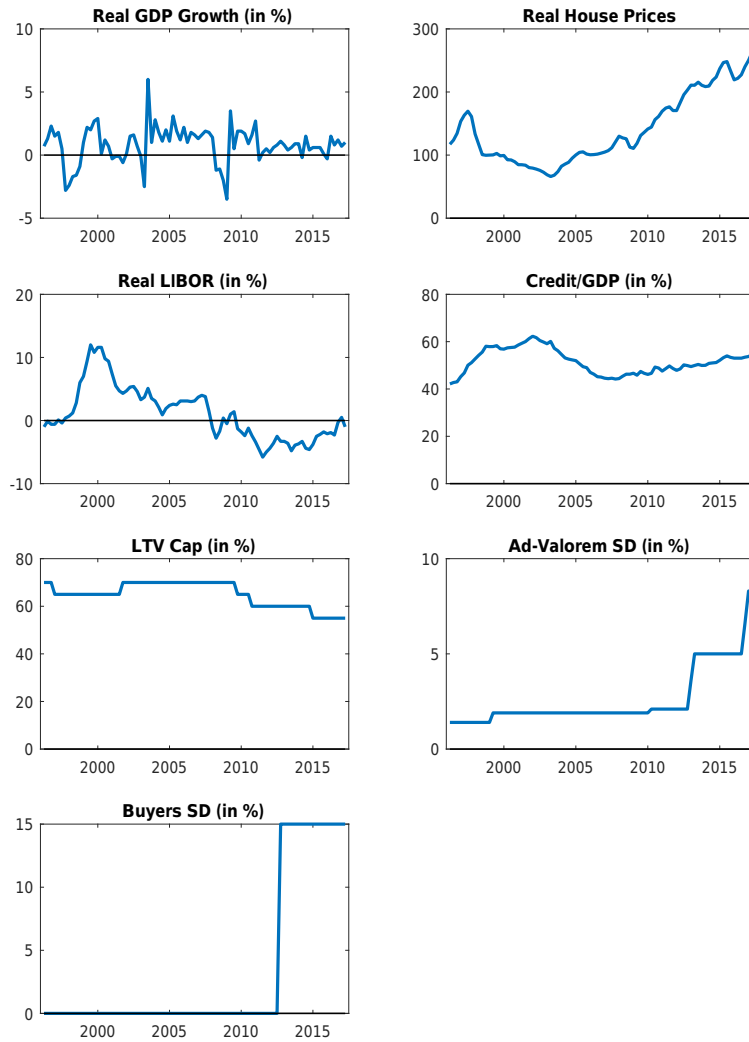 Real GDP Growth (in %)
10
5
0
-5
2000 2005 2010 2015
Real House Prices
300
200
100
0
2000 2005 2010 2015
Real LIBOR (in %)
20
10
0
-10
2000 2005 2010 2015
Credit/GDP (in %)
80
60
40
20
0
2000 2005 2010 2015
LTV Cap (in %)
80
60
40
20
0
2000 2005 2010 2015
Ad-Valorem SD (in %)
10
5
0
2000 2005 2010 2015
Buyers SD (in %)
15
10
5
0
2000 2005 2010 2015